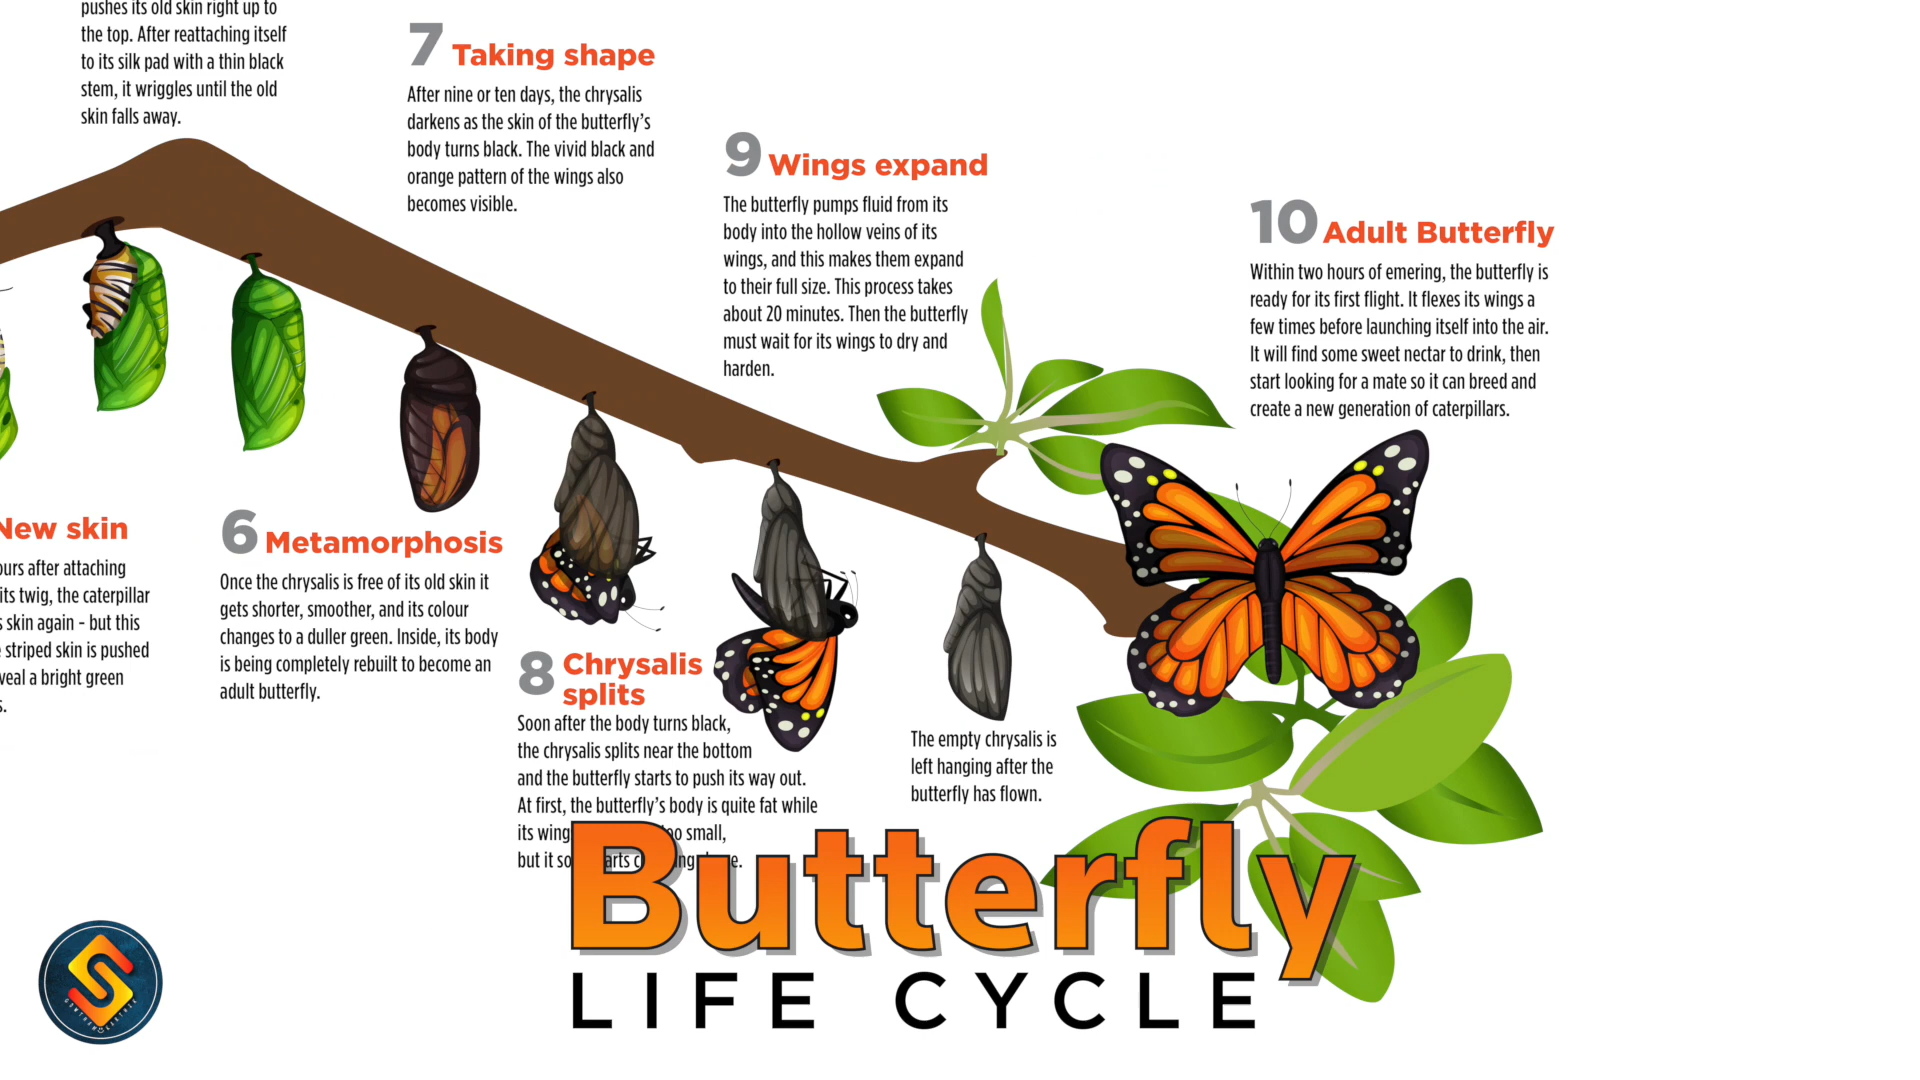 pushes its old skin right up to
the top. After reattaching itself
to its silk pad with a thin black
stem, it wriggles until the old
skin falls away.
New skin
ours after attaching
its twig, the caterpillar
skin again - but this
striped skin is pushed
veal a bright green
6 Metamorphosis
Once the chrysalis is free of its old skin it
gets shorter, smoother, and its colour
changes to a duller green. Inside, its body
is being completely rebuilt to become an
adult butterfly.
7 Taking shape
After nine or ten days, the chrysalis
darkens as the skin of the butterfly's
body turns black. The vivid black and
orange pattern of the wings also
becomes visible.
8 Chrysalis
splits
Soon after the body turns black,
the chrysalis splits near the bottom
and the butterfly starts to push its way out.
At first, the butterfly's body is quite fat while
its wing too small,
but it
9 Wings expand
The butterfly pumps fluid from its
body into the hollow veins of its
wings, and this makes them expand
to their full size. This process takes
about 20 minutes. Then the butterfly
must wait for its wings to dry and
harden.
10 Adult Butterfly
Within two hours of emering, the butterfly is
ready for its first flight. It flexes its wings a
few times before launching itself into the air.
It will find some sweet nectar to drink, then
start looking for a mate so it can breed and
create a new generation of caterpillars.
The empty chrysalis is
left hanging after the
butterfly has flown.
Butterfly
LIFE CYCLE